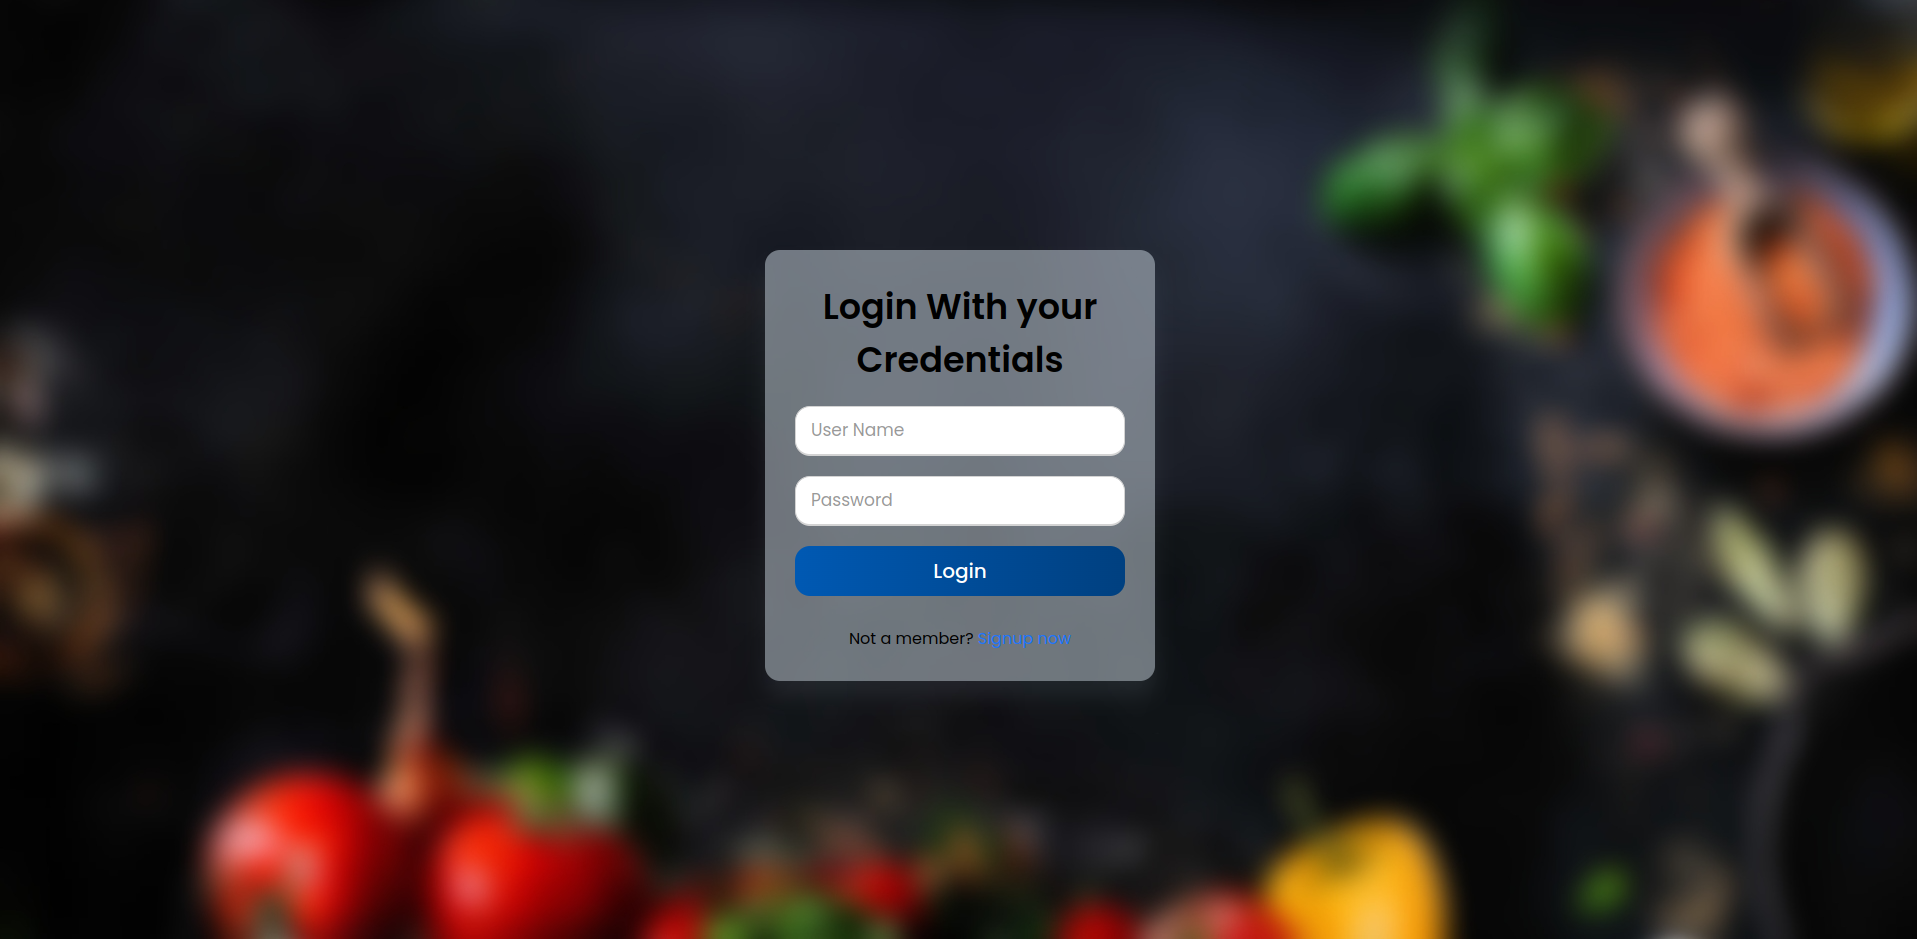 Login With your
Credentials
User Name
Password
Login
Not a member? Signup now